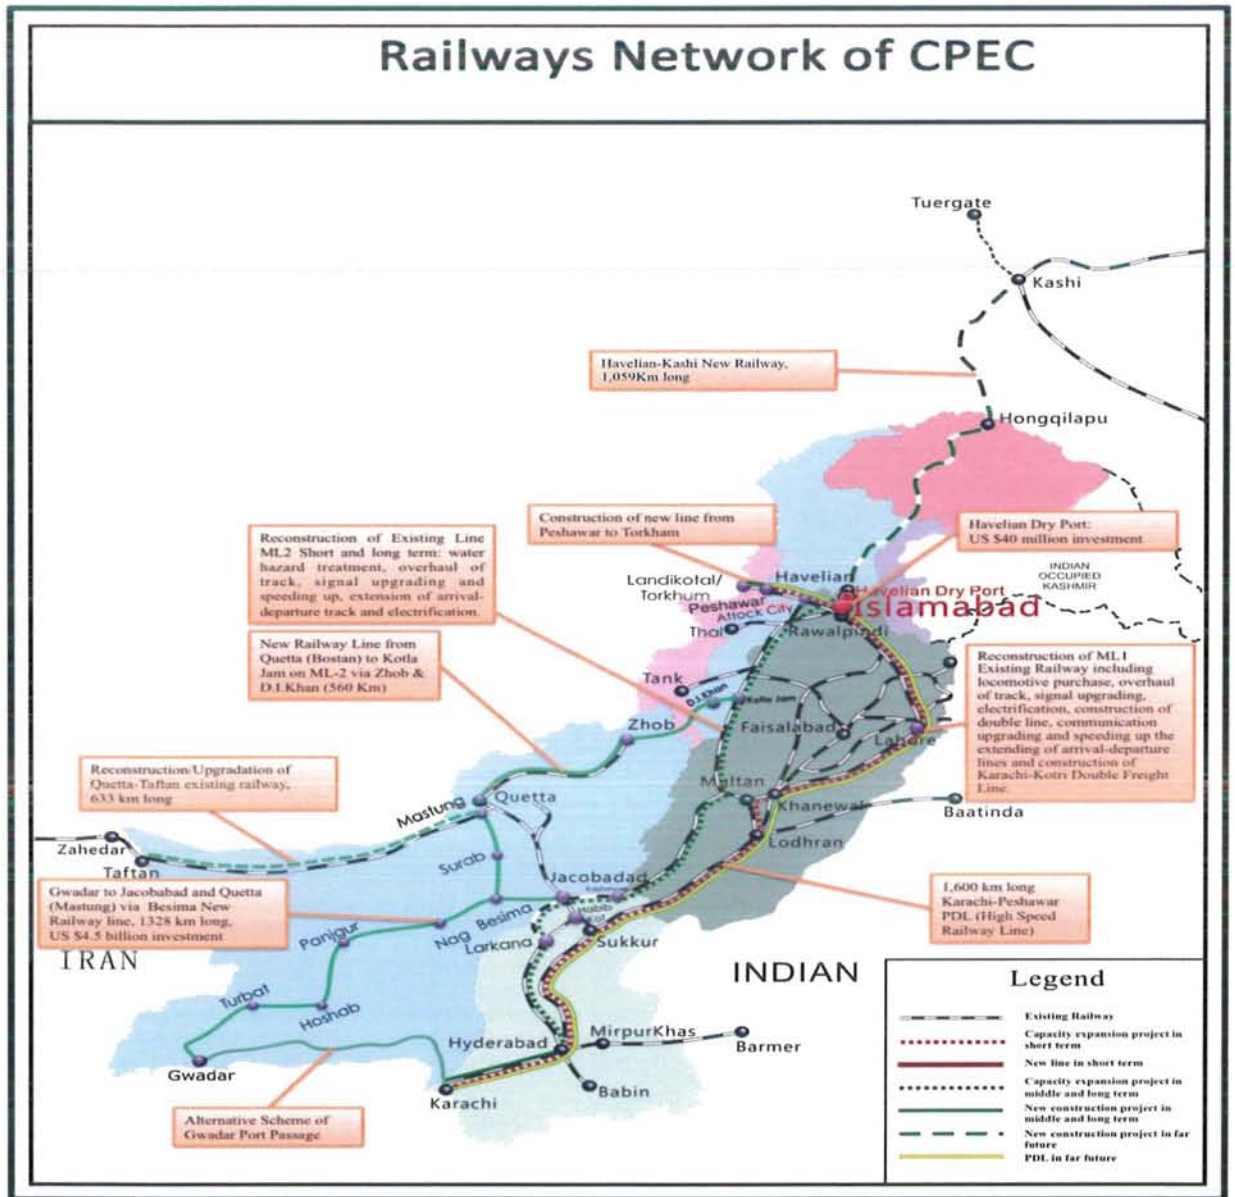 Railways Network of CPEC
Tuergate
Kashi
Havelian-Kashi New Railway,
1,059Km long
Hongqilapu
Construction of new line from
Peshawar to Torkham
Havelian Dry Port:
US $40 million investment
Reconstruction of Existing Line
ML2 Short and long term: water
hazard treatment, overhaul of
track, signal upgrading and
speeding up, extension of arrival-
departure track and electrification.
INDIAN
OCCUPIED
KASHMIR
Landikotal/
Torkhum
Havelian
Havelian Dry Port
Islamabad
Peshawar
Attock City
Thal
Rawalpindi
New Railway Line from
Quetta (Bostan) to Kotla
Jam on ML-2 via Zhob &
D.I.Khan (560 Km)
Reconstruction of ML1
Existing Railway including
locomotive purchase, overhaul
of track, signal upgrading,
electrification, construction of
double line, communication
upgrading and speeding up the
extending of arrival-departure
lines and construction of
Karachi-Kotri Double Freight
Line.
Tank
D.I.Khan
Kotla Jam
Zhob
Faisalabad
Lahore
Reconstruction/Upgradation of
Quetta-Taftan existing railway,
633 km long
Multan
Mastung
Quetta
Khanewal
Baatinda
Lodhran
Zahedar
Taftan
Surab
Jacobadad
Kashmor
Gwadar to Jacobabad and Quetta
(Mastung) via Besima New
Railway line, 1328 km long,
US $4.5 billion investment
1,600 km long
Karachi-Peshawar
PDL (High Speed
Railway Line)
Nag
Besima
Habib
Kot
Panjgur
Larkana
Sukkur
IRAN
INDIAN
Turbat
Hoshab
Hyderabad
MirpurKhas
Barmer
Gwadar
Karachi
Babin
Alternative Scheme of
Gwadar Port Passage
Legend
Existing Railway
Capacity expansion project in
short term
New line in short term
Capacity expansion project in
middle and long term
New construction project in
middle and long term
New construction project in far
future
PDL in far future